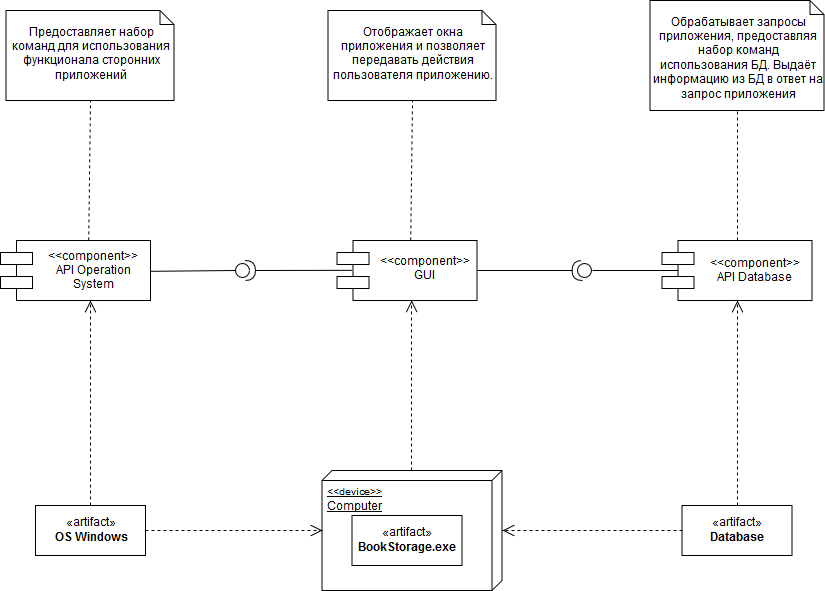 Предоставляет набор
команд для использования
функционала сторонних
приложений
Отображает окна
приложения и позволяет
передавать действия
пользователя приложению.
Обрабатывает запросы
приложения, предоставляя
набор команд
использования БД. Выдаёт
информацию из БД в ответ на
запрос приложения
<<component>>
API Operation
System
<<component>>
GUI
<<component>>
API Database
«artifact»
OS Windows
<<device>>
Computer
«artifact»
BookStorage.exe
«artifact»
Database